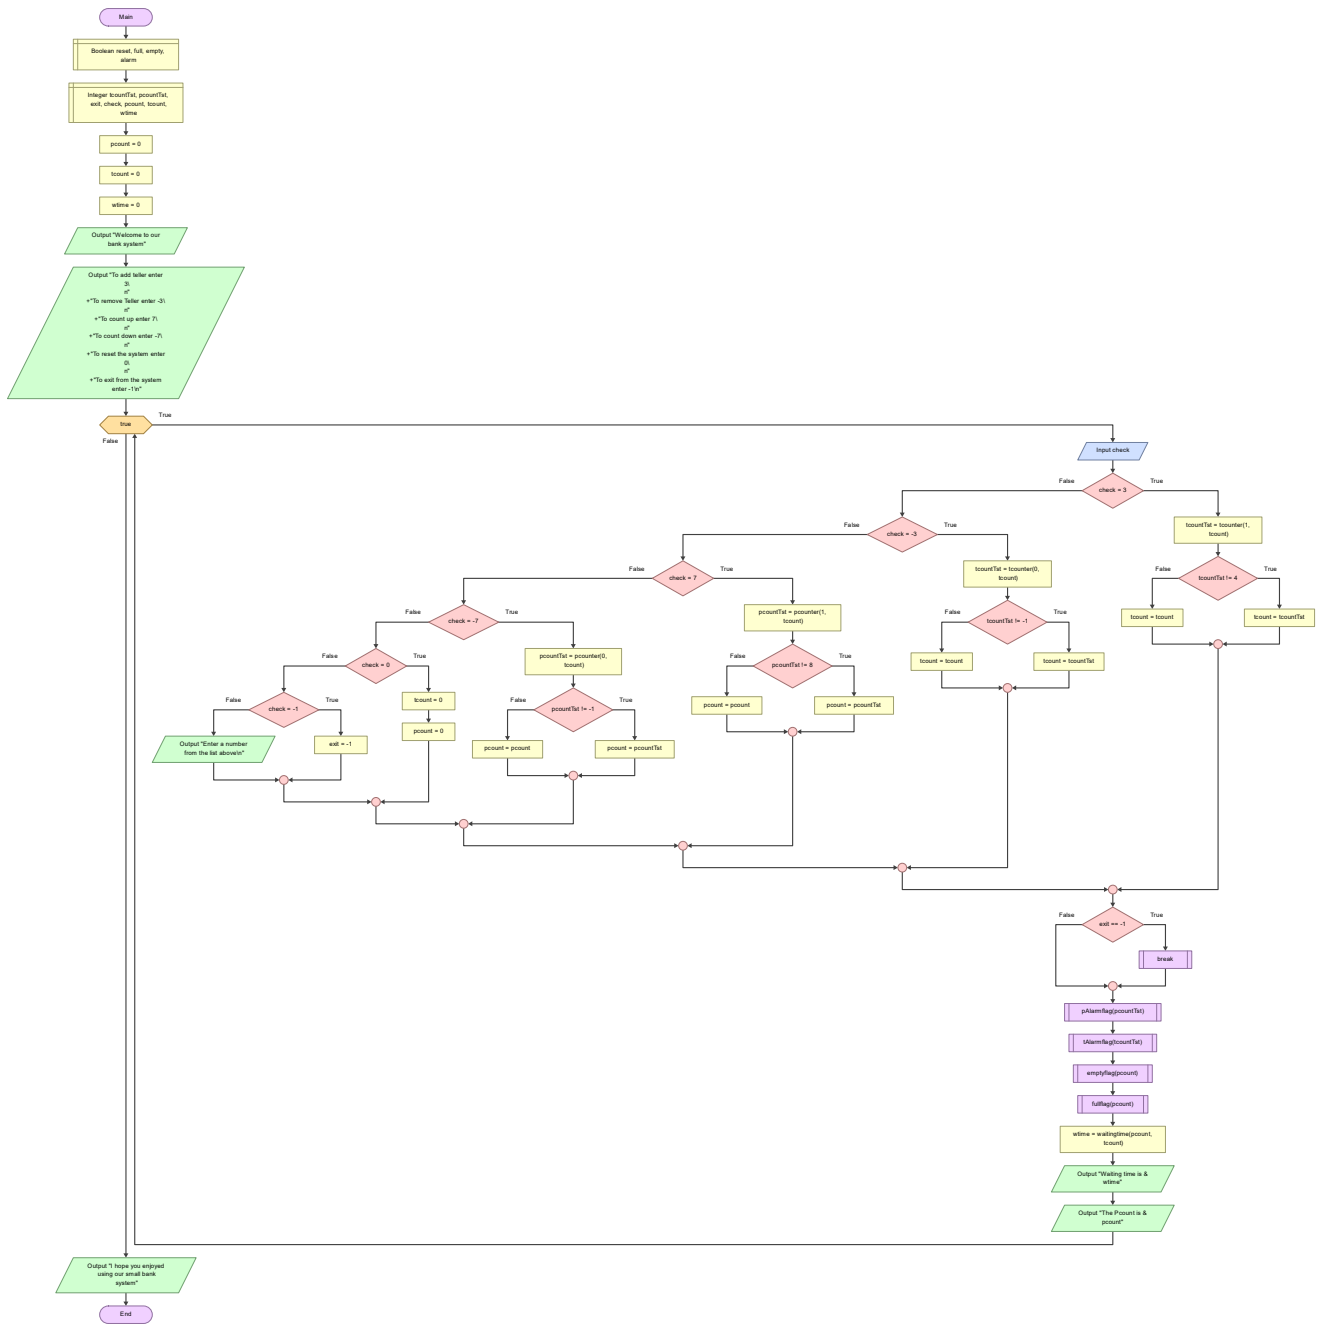 Main
Boolean reset, full, empty,
alarm
Integer tcountTst, pcountTst,
exit, check, pcount, tcount,
wtime
pcount = 0
tcount = 0
wtime = 0
Output "Welcome to our
bank system"
Output "To add teller enter
3\
n"
+"To remove Teller enter -3\
n"
+"To count up enter 7\
n"
+"To count down enter -7\
n"
+"To reset the system enter
0\
n"
+"To exit from the system
enter -1\n"
true
True
False
Input check
False
check = 3
True
tcountTst = tcounter(1,
tcount)
False
tcountTst != 4
True
tcount = tcount
tcount = tcountTst
False
check = -3
True
tcountTst = tcounter(0,
tcount)
False
tcountTst != -1
True
tcount = tcount
tcount = tcountTst
False
check = 7
True
pcountTst = pcounter(1,
tcount)
False
pcountTst != 8
True
pcount = pcount
pcount = pcountTst
False
check = -7
True
pcountTst = pcounter(0,
tcount)
False
pcountTst != -1
True
pcount = pcount
pcount = pcountTst
False
check = 0
True
tcount = 0
pcount = 0
False
check = -1
True
Output "Enter a number
from the list above\n"
exit = -1
False
exit == -1
True
break
pAlarmflag(pcountTst)
tAlarmflag(tcountTst)
emptyflag(pcount)
fullflag(pcount)
wtime = waitingtime(pcount,
tcount)
Output "Waiting time is &
wtime"
Output "The Pcount is &
pcount"
Output "I hope you enjoyed
using our small bank
system"
End